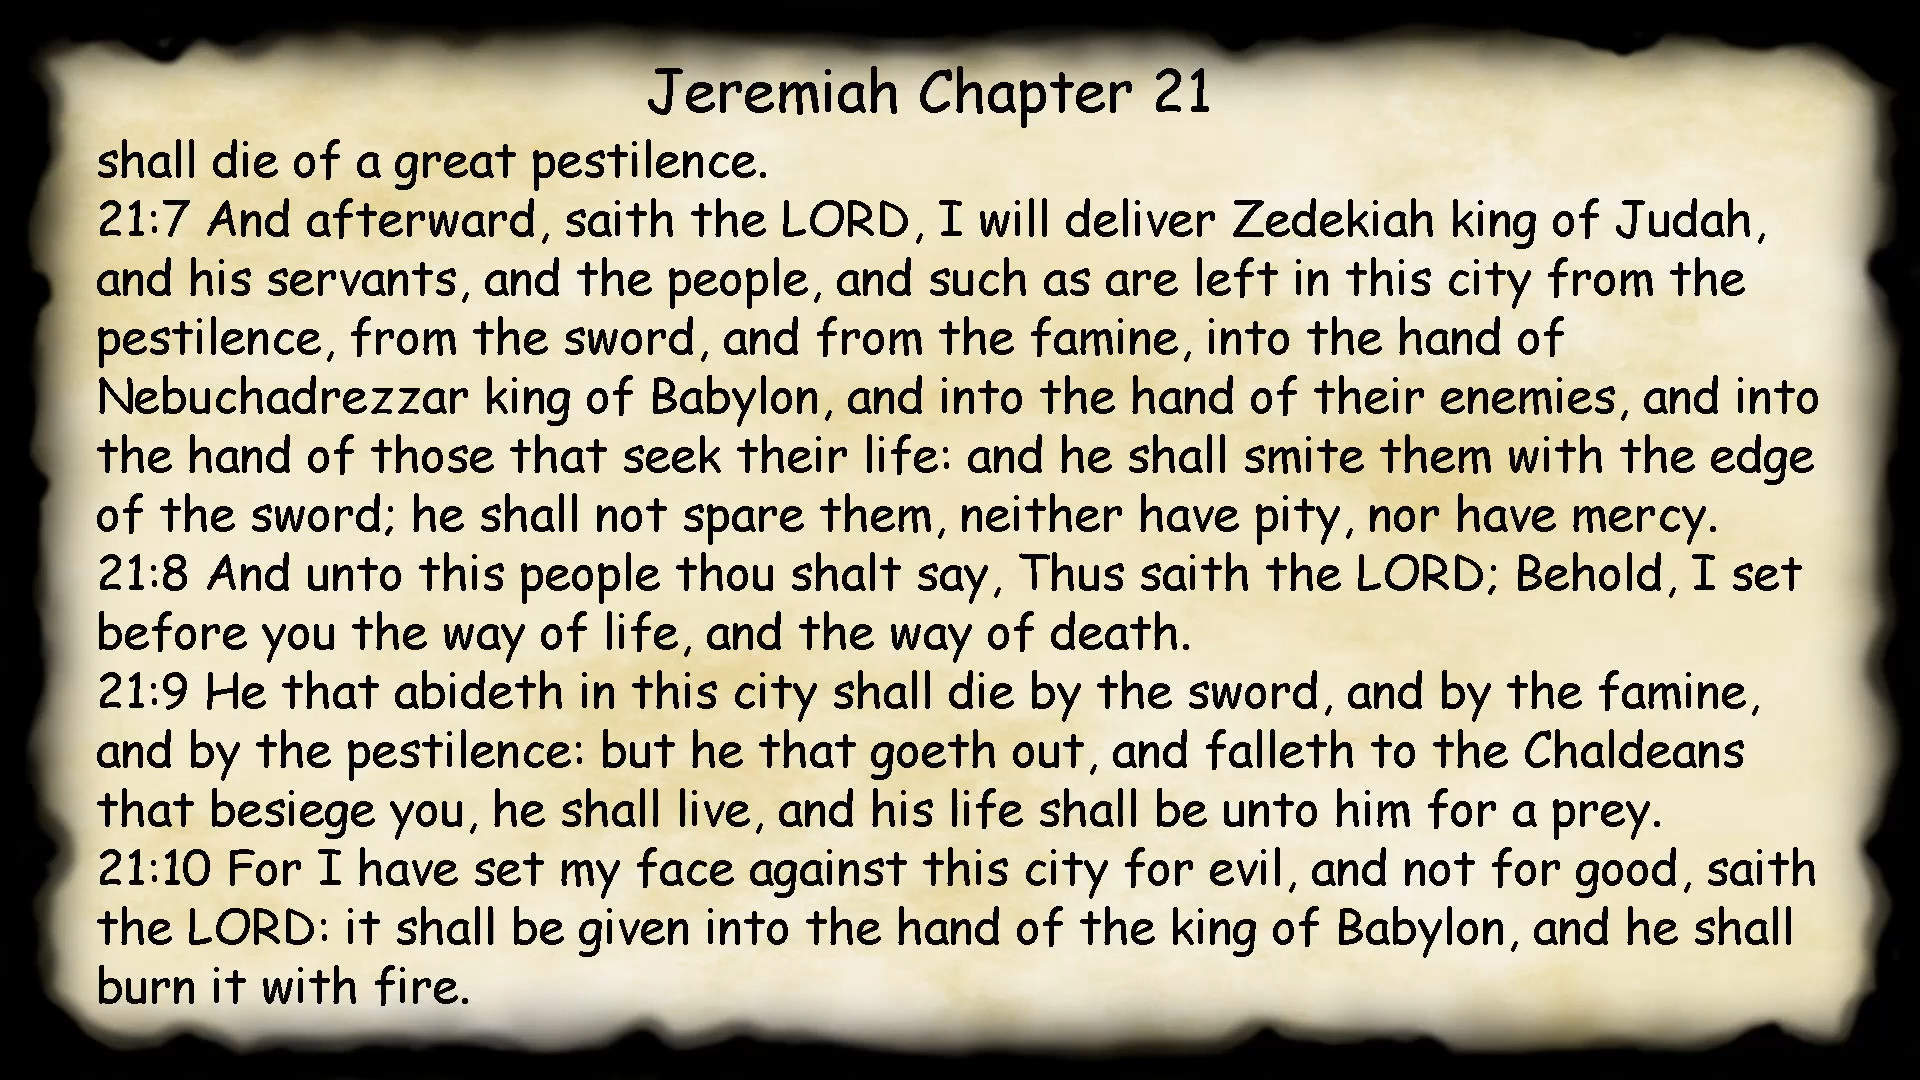 Jeremiah Chapter 21
shall die of a great pestilence.
21:7 And afterward, saith the LORD, I will deliver Zedekiah king of Judah,
and his servants, and the people, and such as are left in this city from the
pestilence, from the sword, and from the famine, into the hand of
Nebuchadrezzar king of Babylon, and into the hand of their enemies, and into
the hand of those that seek their life: and he shall smite them with the edge
of the sword; he shall not spare them, neither have pity, nor have mercy.
21:8 And unto this people thou shalt say, Thus saith the LORD; Behold, I set
before you the way of life, and the way of death.
21:9 He that abideth in this city shall die by the sword, and by the famine,
and by the pestilence: but he that goeth out, and falleth to the Chaldeans
that besiege you, he shall live, and his life shall be unto him for a prey.
21:10 For I have set my face against this city for evil, and not for good, saith
the LORD: it shall be given into the hand of the king of Babylon, and he shall
burn it with fire.